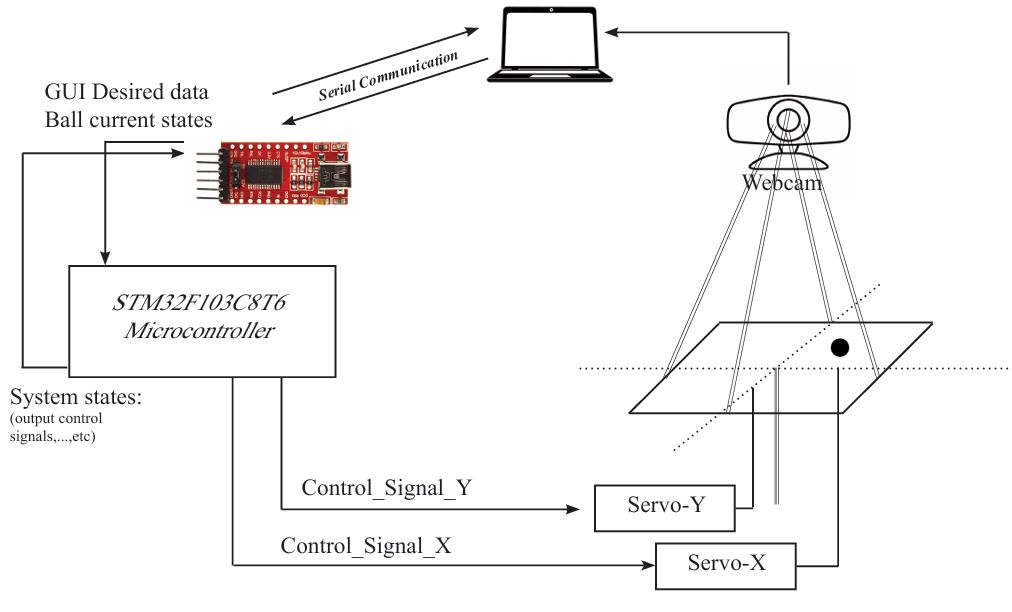 Serial Communication
GUI Desired data
Ball current states
Webcam
STM32F103C8T6
Microcontroller
System states:
(output control
signals,...,etc)
Control_Signal_Y
Servo-Y
Control_Signal_X
Servo-X